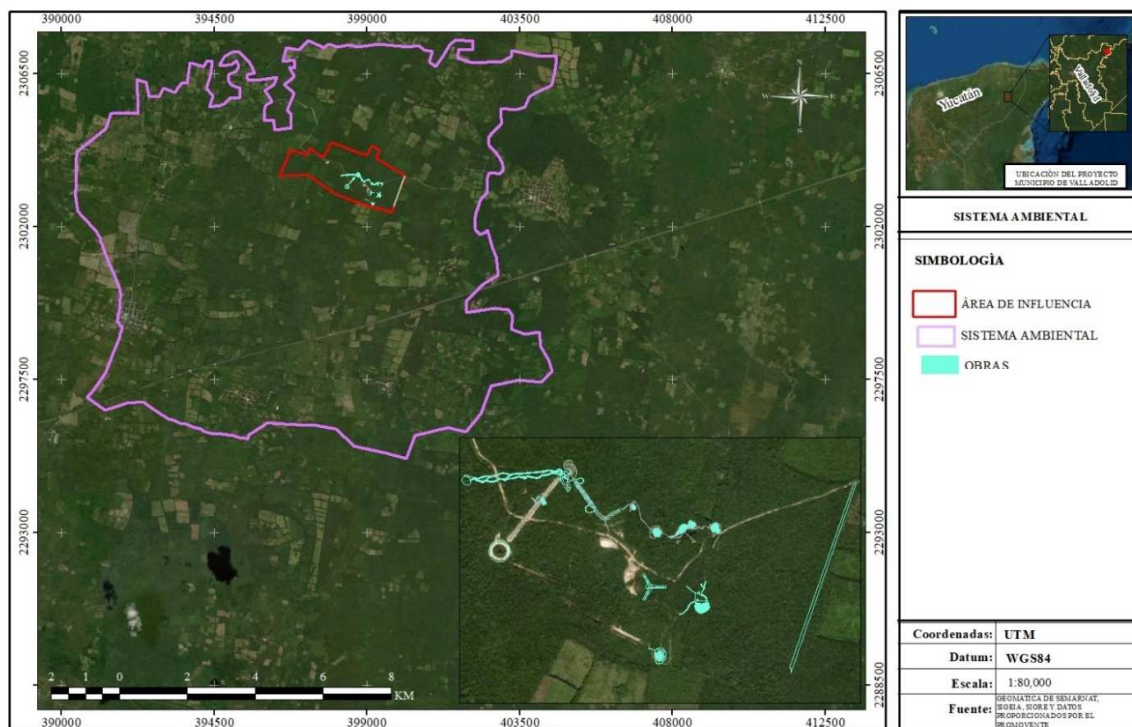 390000 394500 399000 403500 408000 412500
2306500 2306500
2302000 2302000
2297500 2297500
2293000 2293000
2288500 2288500
N
W E
S
2 1 0 2 4 6 8
KM
390000 394500 399000 403500 408000 412500
Yucatán
Valladolid
UBICACIÓN DEL PROYECTO
MUNICIPIO DE VALLADOLID
SISTEMA AMBIENTAL
SIMBOLOGÌA
ÀREA DE INFLUENCIA
SISTEMA AMBIENTAL
OBRAS
Coordenadas: UTM
Datum: WGS84
Escala: 1:80,000
Fuente: GEOMATICA DE SEMARNAT,
SIGEIA, SIORE Y DATOS
PROPORCIONADOS POR EL
PROMOVENTE